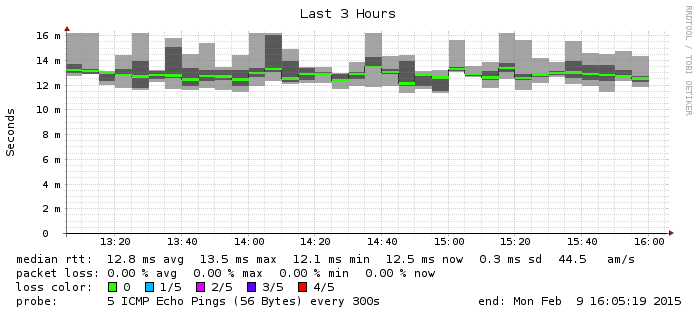 Last 3 Hours
RRDTOOL / TOBI OETIKER
Seconds
16 m
14 m
12 m
10 m
8 m
6 m
4 m
2 m
0
13:20 13:40 14:00 14:20 14:40 15:00 15:20 15:40 16:00
median rtt: 12.8 ms avg 13.5 ms max 12.1 ms min 12.5 ms now 0.3 ms sd 44.5 am/s
packet loss: 0.00 % avg 0.00 % max 0.00 % min 0.00 % now
loss color: 0 1/5 2/5 3/5 4/5
probe: 5 ICMP Echo Pings (56 Bytes) every 300s end: Mon Feb 9 16:05:19 2015